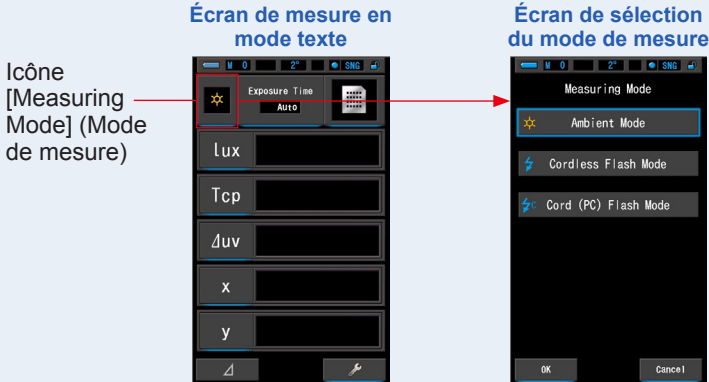 Écran de mesure en
mode texte
Écran de sélection
du mode de mesure
Icône
[Measuring
Mode] (Mode
de mesure)
M 0 2° SNG
Exposure Time
Auto
lux
Tcp
Δuv
x
y
M 0 2° SNG
Measuring Mode
Ambient Mode
Cordless Flash Mode
C Cord (PC) Flash Mode
OK Cancel